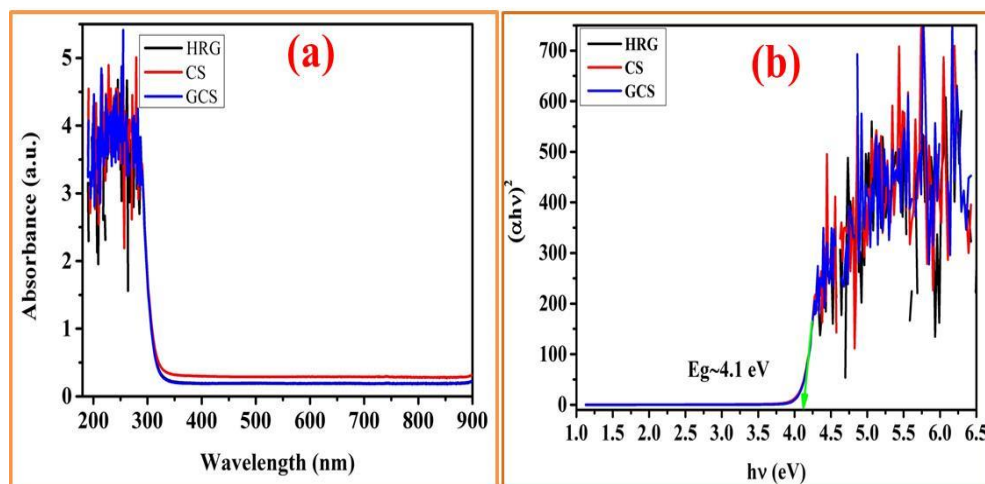 (a)
HRG
CS
GCS
5
4
3
2
1
0
200 300 400 500 600 700 800 900
Absorbance (a.u.)
Wavelength (nm)
(b)
HRG
CS
GCS
700
600
500
400
300
200
100
0
1.0 1.5 2.0 2.5 3.0 3.5 4.0 4.5 5.0 5.5 6.0 6.5
(αhν)²
Eg~4.1 eV
hν (eV)